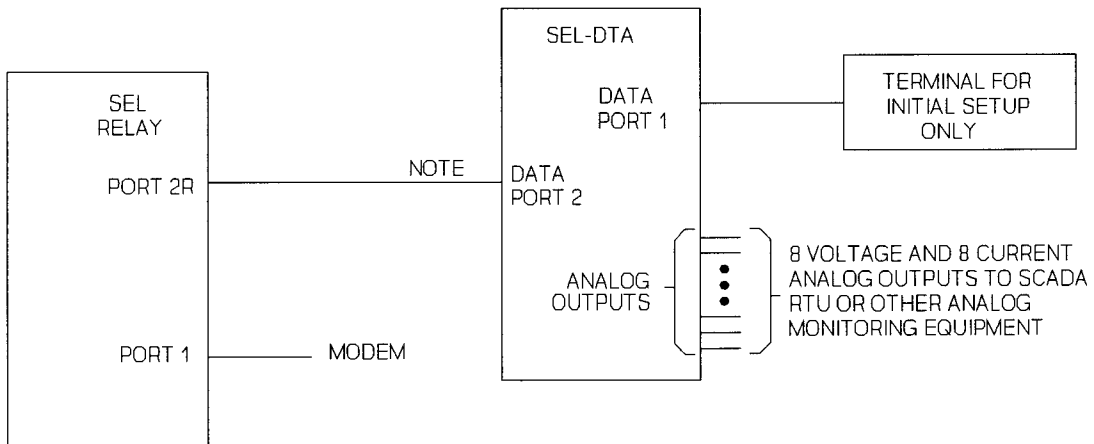 SEL-DTA
SEL
RELAY
DATA
PORT 1
TERMINAL FOR
INITIAL SETUP
ONLY
PORT 2R
NOTE
DATA
PORT 2
ANALOG
OUTPUTS
8 VOLTAGE AND 8 CURRENT
ANALOG OUTPUTS TO SCADA
RTU OR OTHER ANALOG
MONITORING EQUIPMENT
PORT 1
MODEM